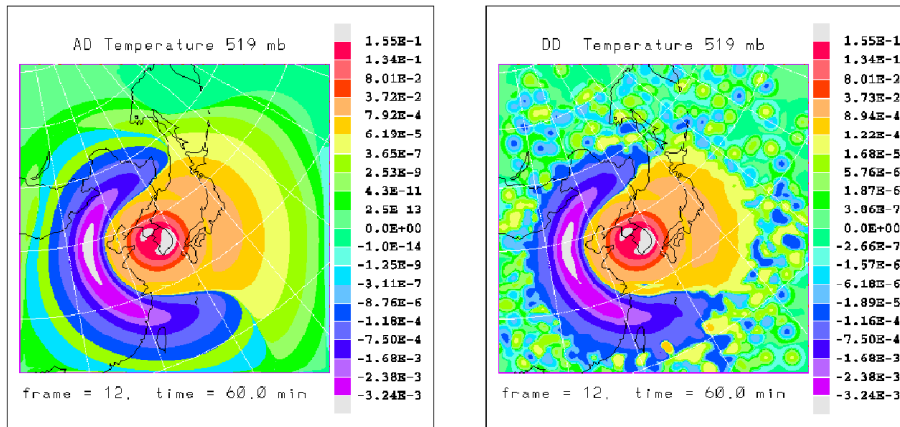 AD Temperature 519 mb
1.55E-1
1.34E-1
8.01E-2
3.72E-2
7.92E-4
6.19E-5
3.65E-7
2.53E-9
4.3E-11
2.5E 13
0.0E+00
-1.0E-14
-1.25E-9
-3.11E-7
-8.76E-6
-1.18E-4
-7.50E-4
-1.68E-3
-2.38E-3
-3.24E-3
frame = 12, time = 60.0 min
DD Temperature 519 mb
1.55E-1
1.34E-1
8.01E-2
3.73E-2
8.94E-4
1.22E-4
1.68E-5
5.76E-6
1.87E-6
3.06E-7
0.0E+00
-2.66E-7
-1.57E-6
-6.18E-6
-1.89E-5
-1.16E-4
-7.50E-4
-1.68E-3
-2.38E-3
-3.24E-3
frame = 12, time = 60.0 min